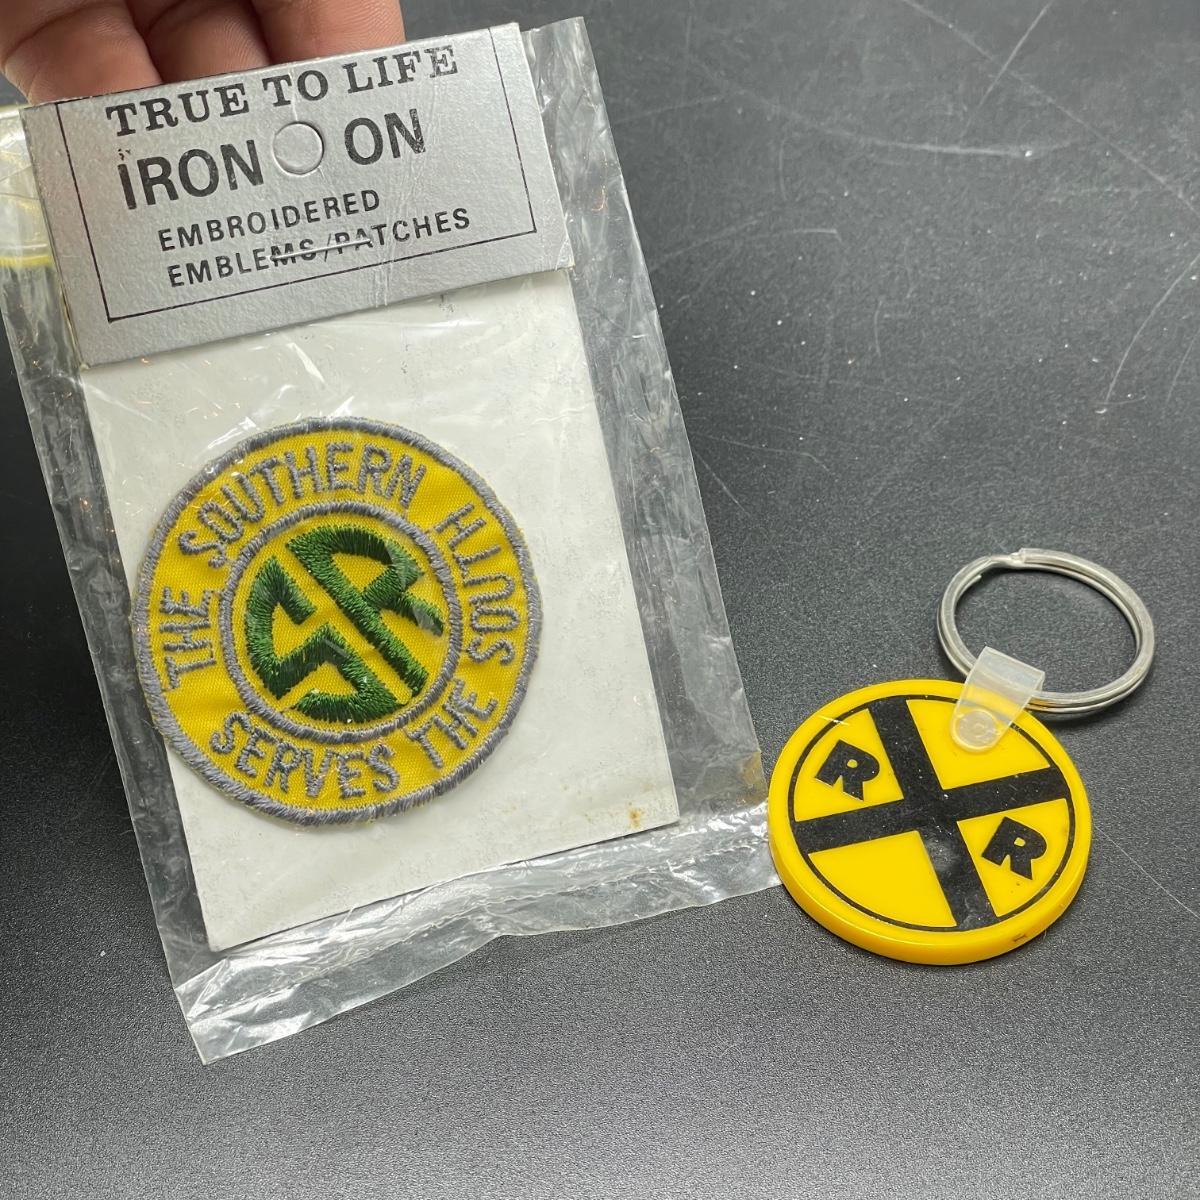 TRUE TO LIFE
IRON ON
EMBROIDERED
EMBLEMS/PATCHES
THE SOUTHERN
SERVES THE SOUTH
SR
R
R